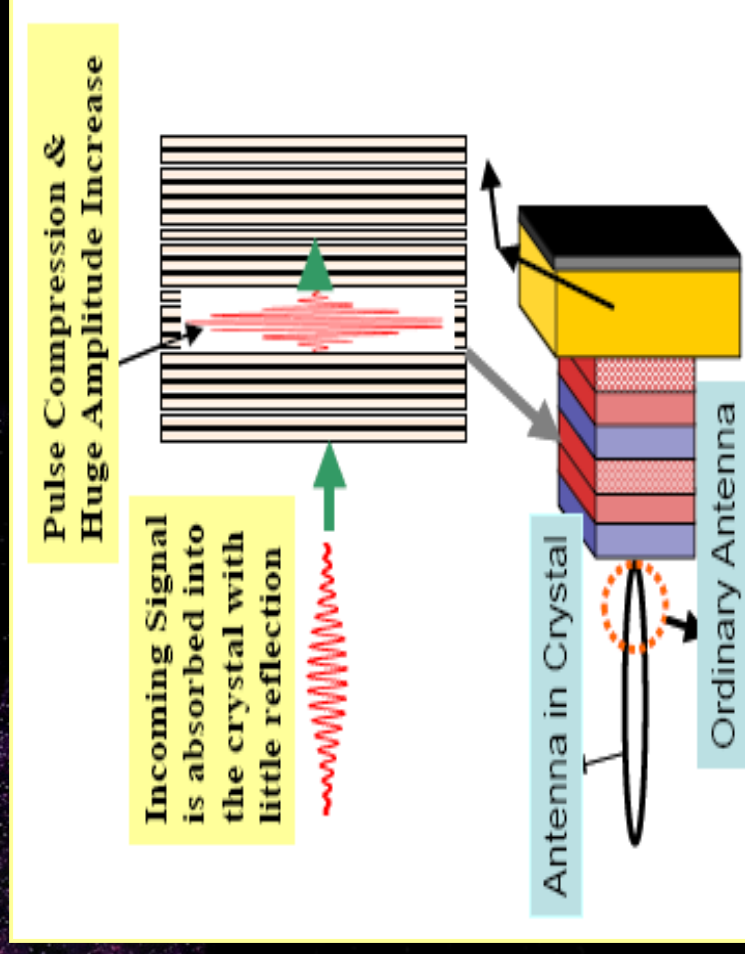 Pulse Compression &
Huge Amplitude Increase
Incoming Signal
is absorbed into
the crystal with
little reflection
Antenna in Crystal
Ordinary Antenna